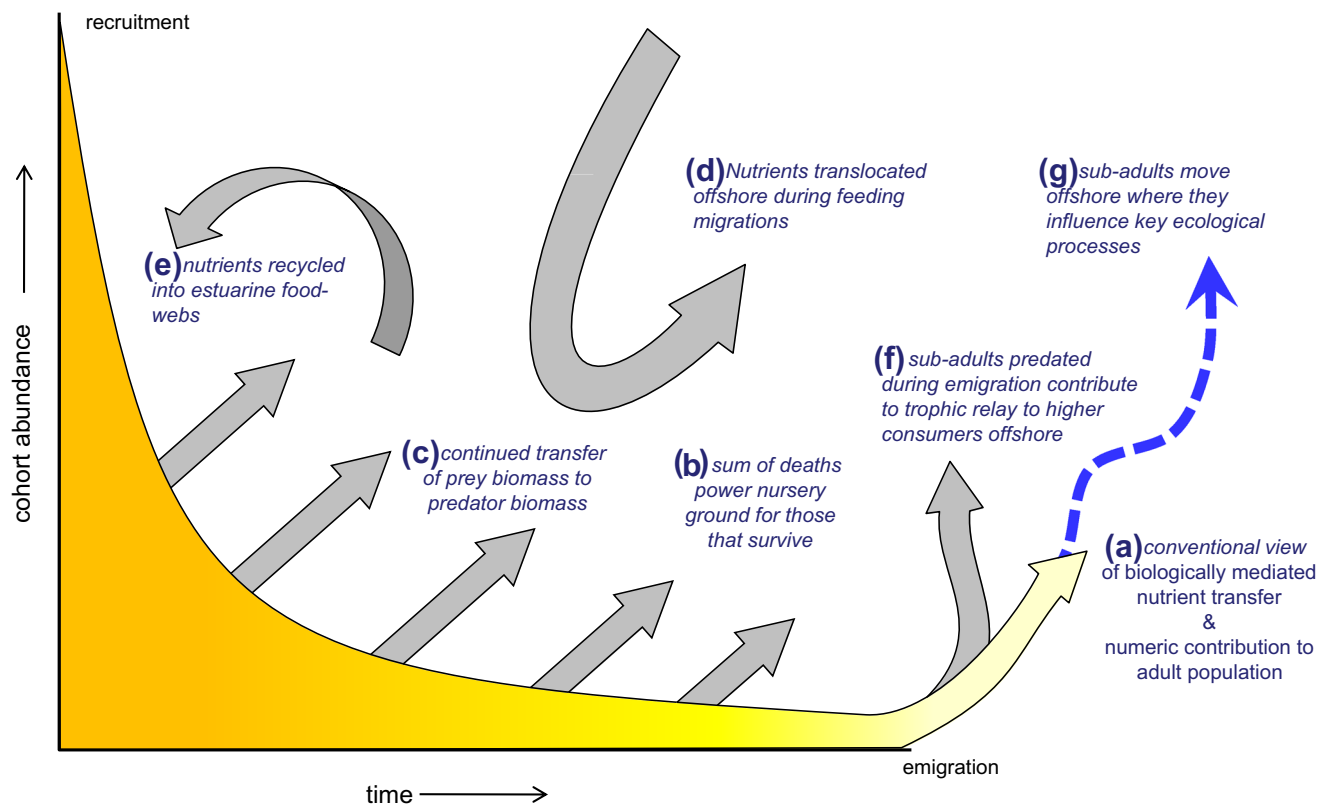 recruitment
cohort abundance
(d)Nutrients translocated
offshore during feeding
migrations
(g)sub-adults move
offshore where they
influence key ecological
processes
(e)nutrients recycled
into estuarine food-
webs
(f) sub-adults predated
during emigration contribute
to trophic relay to higher
consumers offshore
(c)continued transfer
of prey biomass to
predator biomass
(b) sum of deaths
power nursery
ground for those
that survive
(a)conventional view
of biologically mediated
nutrient transfer
&
numeric contribution to
adult population
emigration
time